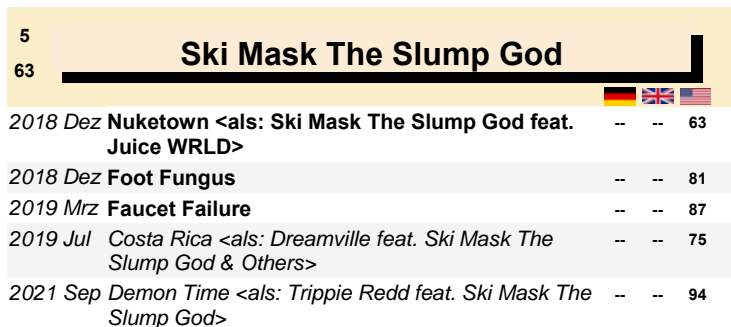 5
63
Ski Mask The Slump God
2018 Dez Nuketown <als: Ski Mask The Slump God feat. -- -- 63
Juice WRLD>
2018 Dez Foot Fungus -- -- 81
2019 Mrz Faucet Failure -- -- 87
2019 Jul Costa Rica <als: Dreamville feat. Ski Mask The -- -- 75
Slump God & Others>
2021 Sep Demon Time <als: Trippie Redd feat. Ski Mask The -- -- 94
Slump God>